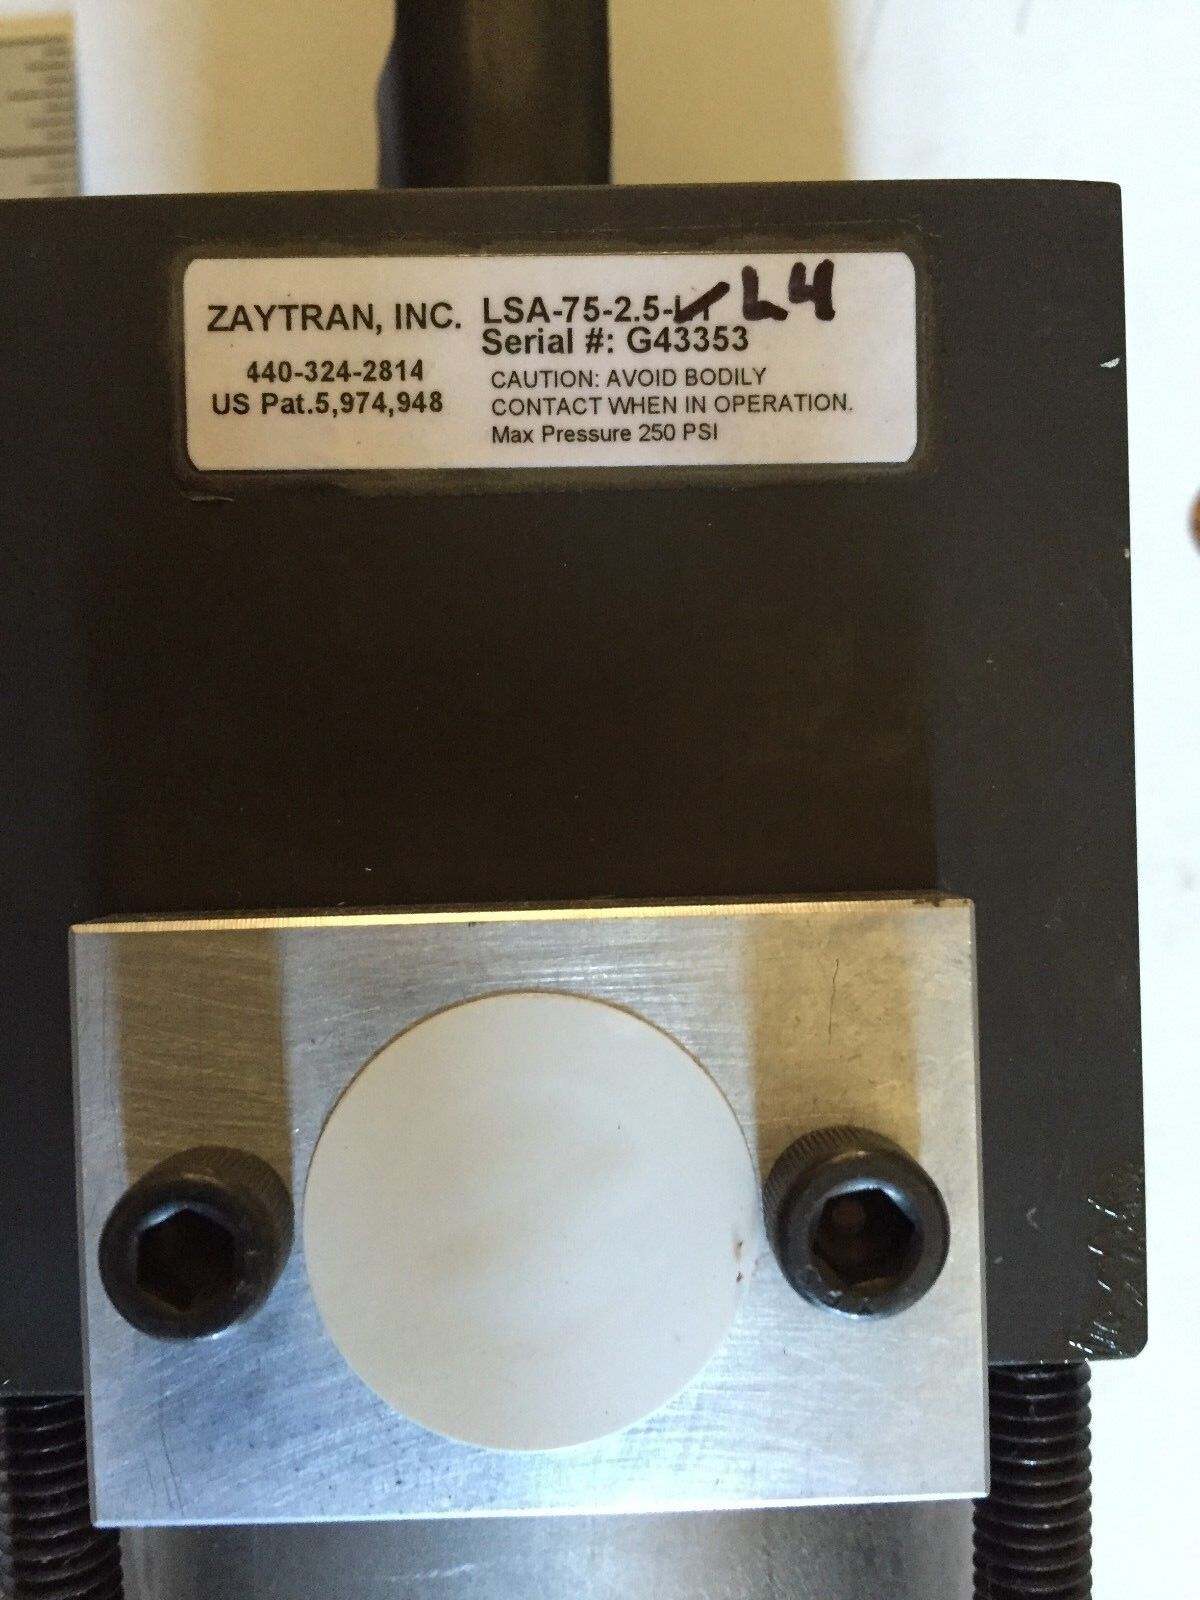 ZAYTRAN, INC. LSA-75-2.5- L4
Serial #: G43353
440-324-2814
US Pat.5,974,948
CAUTION: AVOID BODILY
CONTACT WHEN IN OPERATION.
Max Pressure 250 PSI